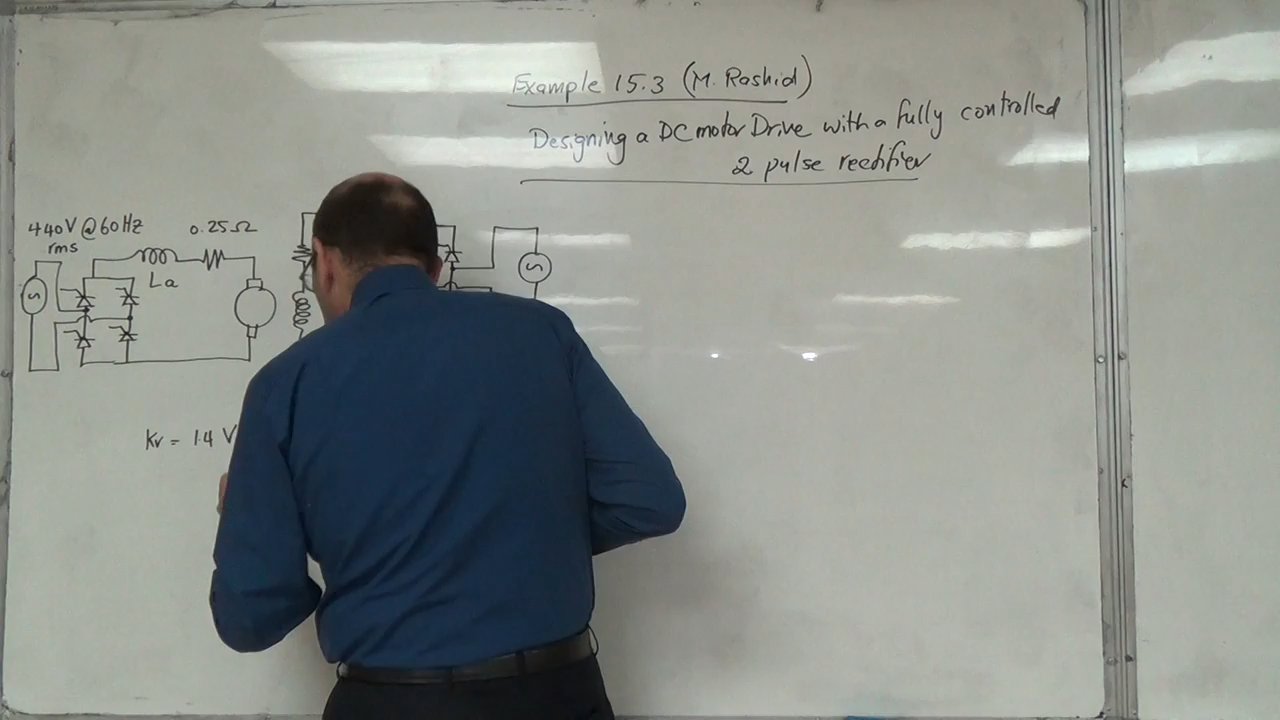 Example 15.3 (M. Rashid)
Designing a DC motor Drive with a fully controlled
2 pulse rectifier
440V @ 60Hz
rms
0.25Ω
La
Kv = 1.4 V